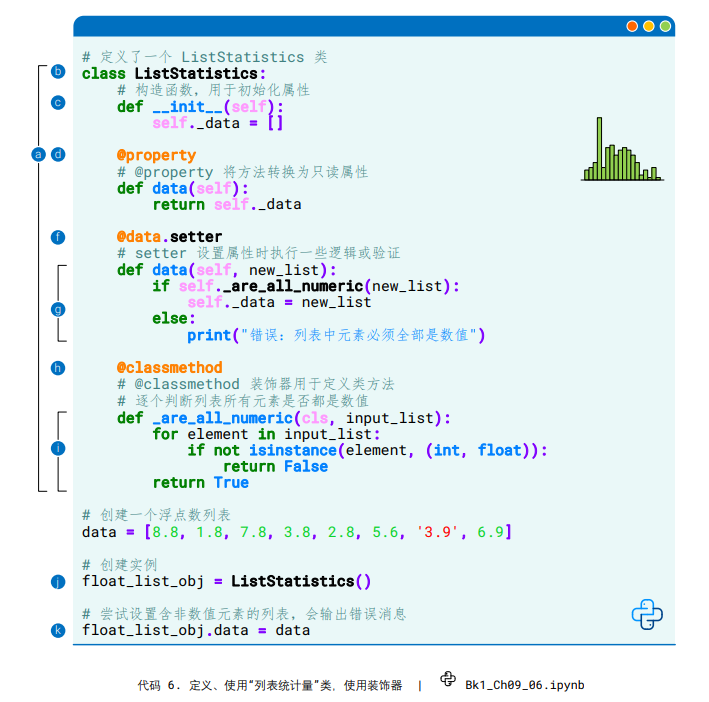 # 定义了一个 ListStatistics 类
b class ListStatistics:
# 构造函数，用于初始化属性
c def __init__(self):
self._data = []
a d @property
# @property 将方法转换为只读属性
def data(self):
return self._data
f @data.setter
# setter 设置属性时执行一些逻辑或验证
def data(self, new_list):
if self._are_all_numeric(new_list):
g self._data = new_list
else:
print("错误：列表中元素必须全部是数值")
h @classmethod
# @classmethod 装饰器用于定义类方法
# 逐个判断列表所有元素是否都是数值
def _are_all_numeric(cls, input_list):
for element in input_list:
i if not isinstance(element, (int, float)):
return False
return True
# 创建一个浮点数列表
data = [8.8, 1.8, 7.8, 3.8, 2.8, 5.6, '3.9', 6.9]
# 创建实例
j float_list_obj = ListStatistics()
# 尝试设置含非数值元素的列表，会输出错误消息
k float_list_obj.data = data
代码 6. 定义、使用“列表统计量”类，使用装饰器 | Bk1_Ch09_06.ipynb